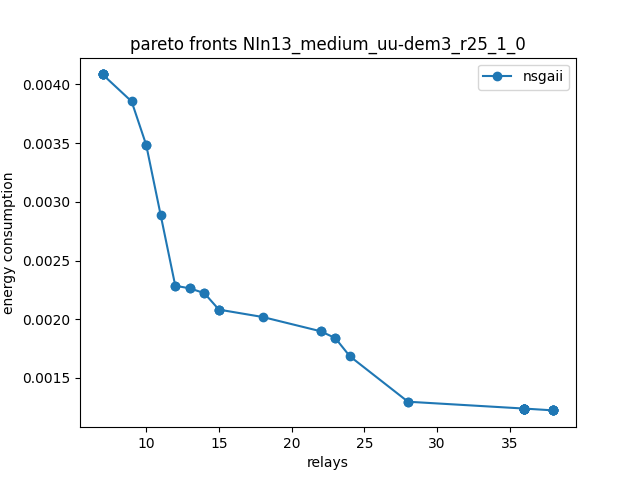 pareto fronts NIn13_medium_uu-dem3_r25_1_0
nsgaii
0.0040
0.0035
0.0030
0.0025
0.0020
0.0015
energy consumption
10 15 20 25 30 35
relays